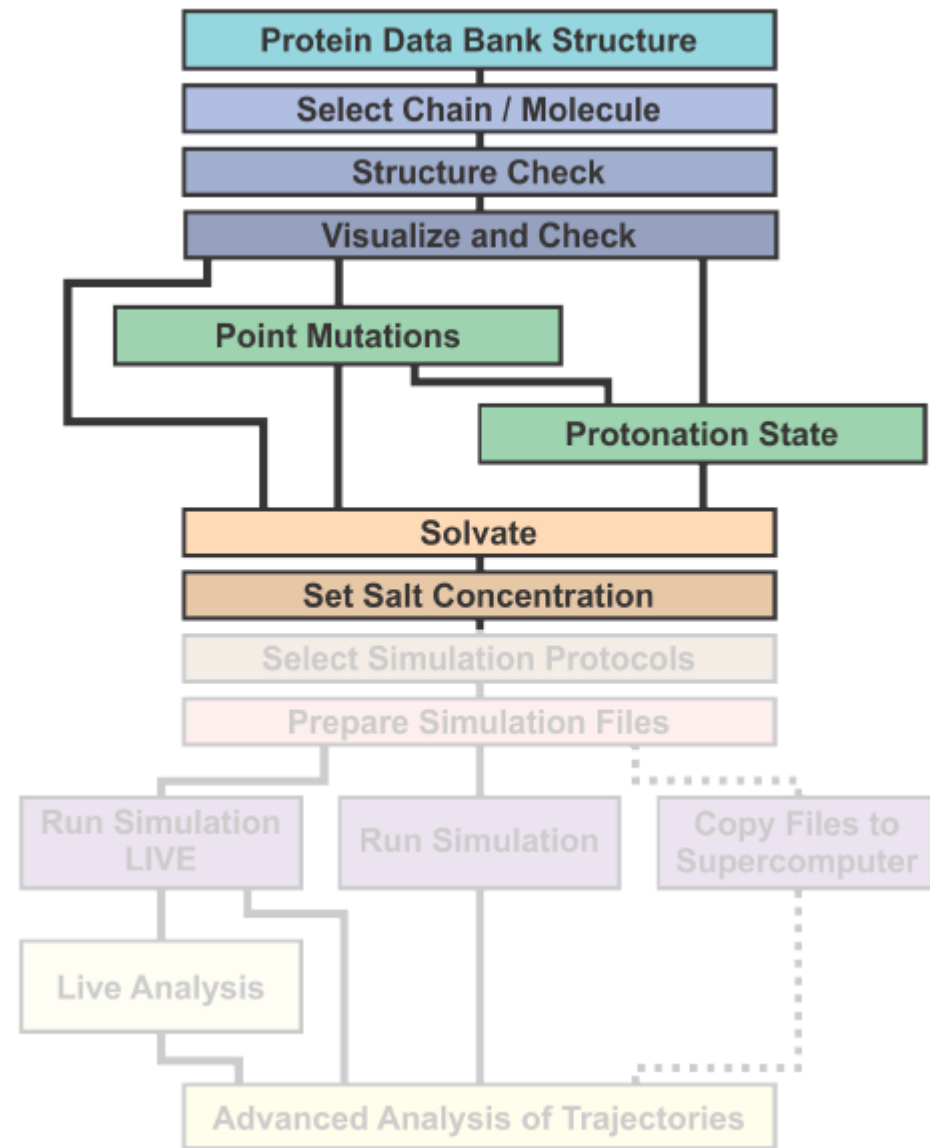 Protein Data Bank Structure
Select Chain / Molecule
Structure Check
Visualize and Check
Point Mutations
Protonation State
Solvate
Set Salt Concentration
Select Simulation Protocols
Prepare Simulation Files
Run Simulation
LIVE
Run Simulation
Copy Files to
Supercomputer
Live Analysis
Advanced Analysis of Trajectories